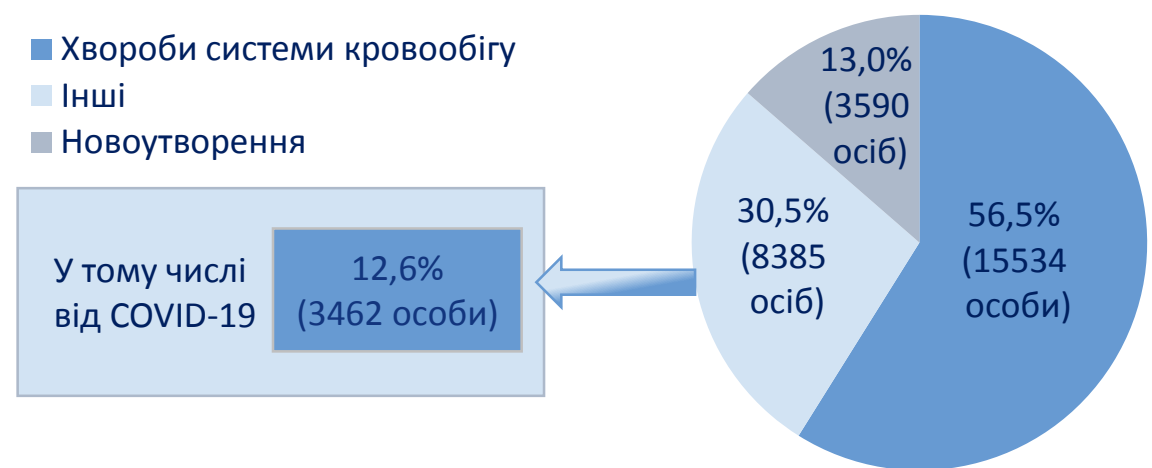 Хвороби системи кровообігу
Інші
Новоутворення
У тому числі
від COVID-19
12,6%
(3462 особи)
13,0%
(3590
осіб)
30,5%
(8385
осіб)
56,5%
(15534
особи)